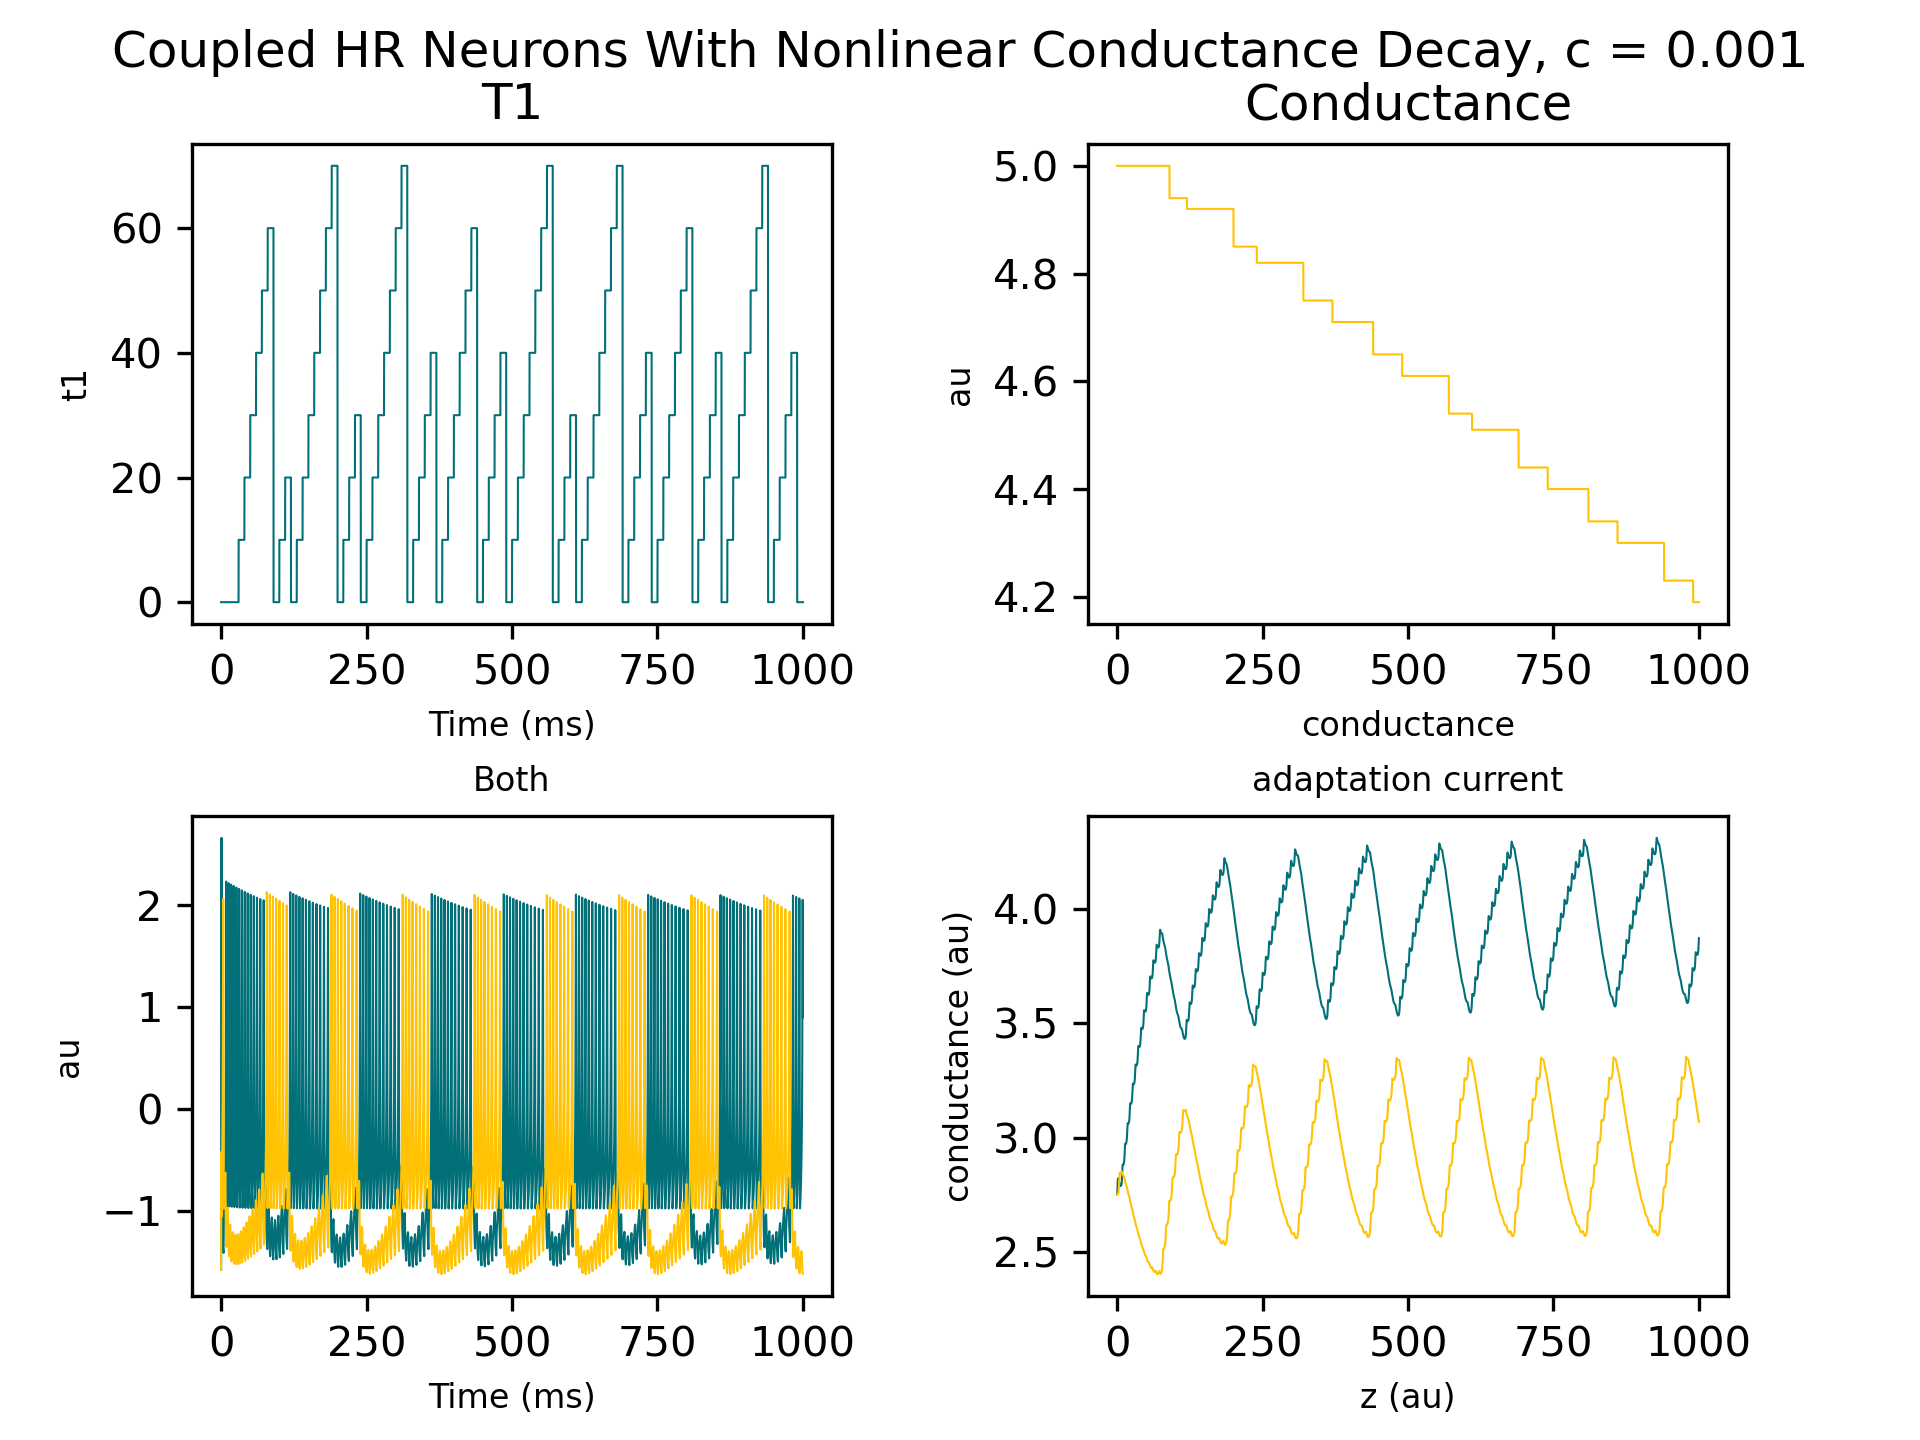 Coupled HR Neurons With Nonlinear Conductance Decay, c = 0.001
T1
t1
60
40
20
0
0 250 500 750 1000
Time (ms)
Conductance
au
5.0
4.8
4.6
4.4
4.2
0 250 500 750 1000
conductance
Both
au
2
1
0
−1
0 250 500 750 1000
Time (ms)
adaptation current
conductance (au)
4.0
3.5
3.0
2.5
0 250 500 750 1000
z (au)